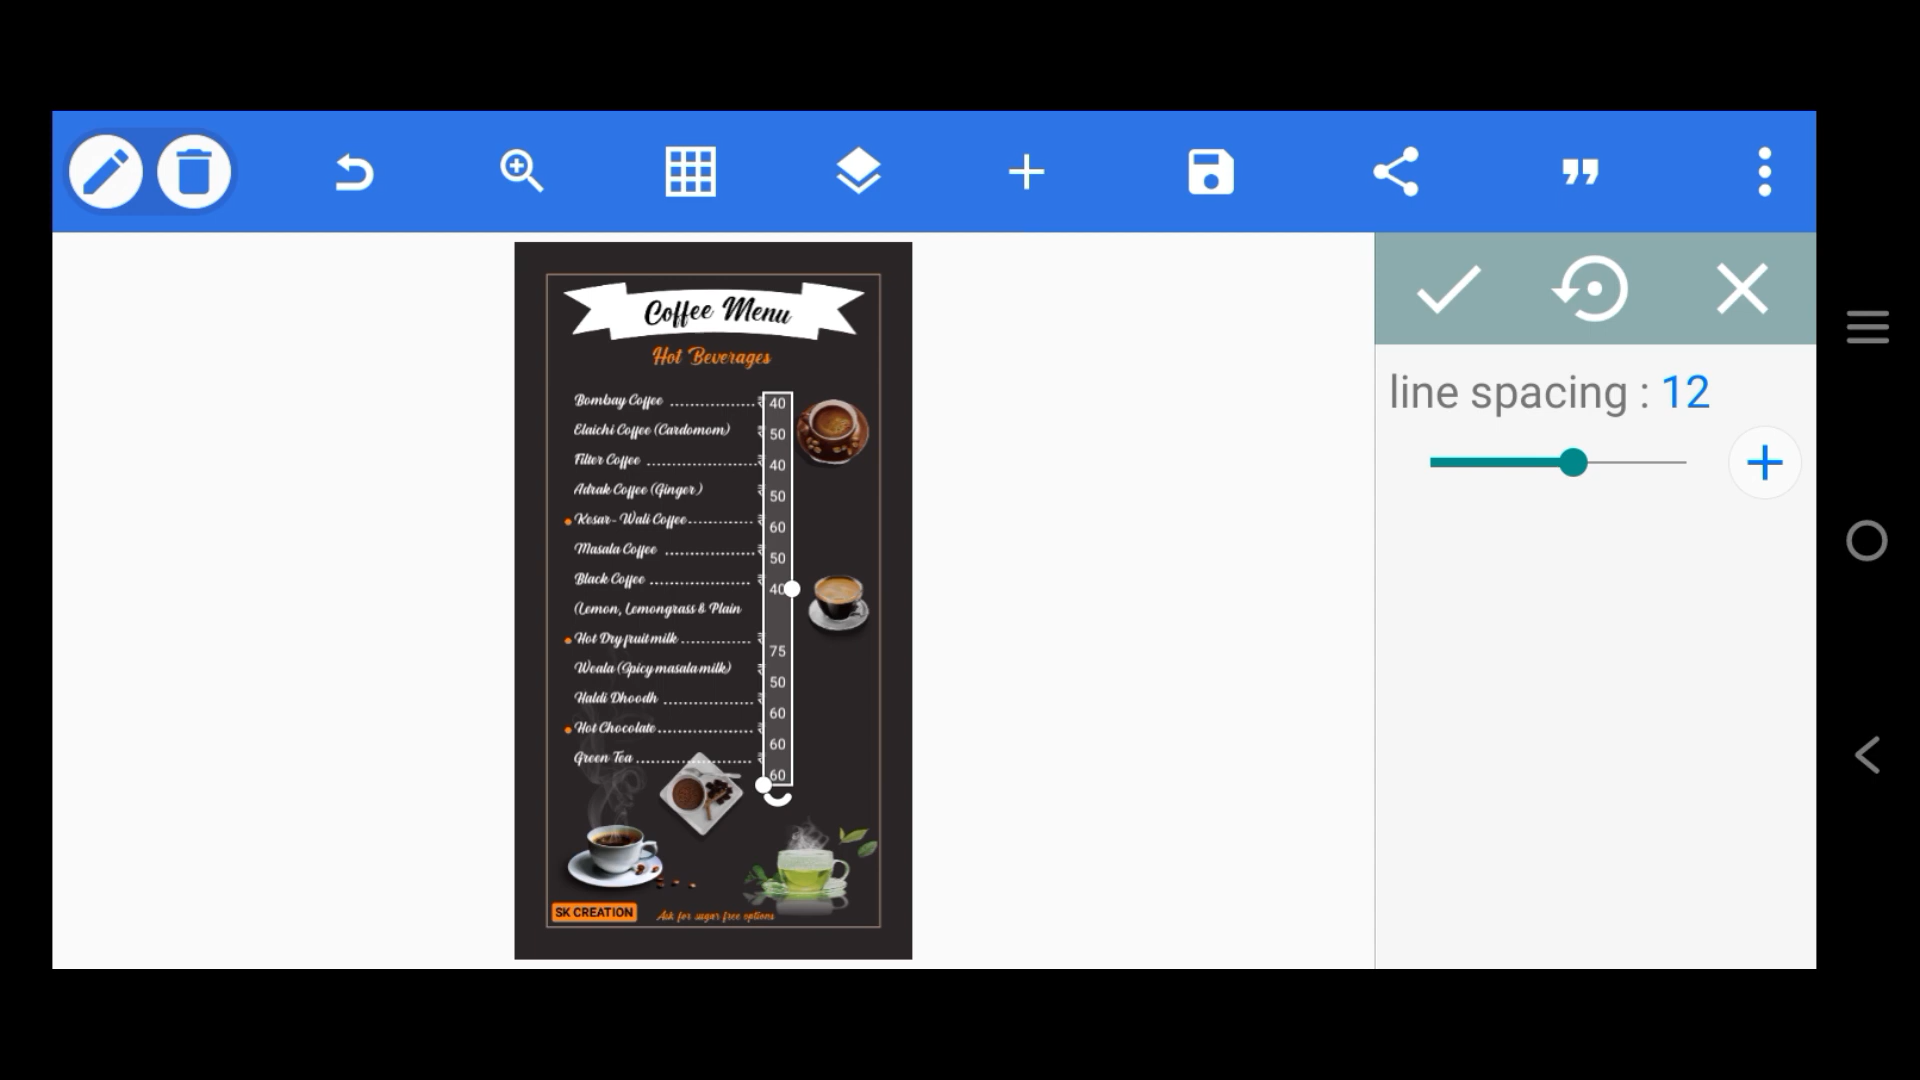 line spacing : 12
Coffee Menu
Hot Beverages
Bombay Coffee ..................... 40
Elaichi Coffee (Cardomom) 50
Filter Coffee ........................... 40
Adrak Coffee (Ginger) 50
Kesar- Wali Coffee................ 60
Masala Coffee ...................... 50
Black Coffee ......................... 40
(Lemon, Lemongrass & Plain
Hot Dry fruit milk .................. 75
Weala (Spicy masala milk) 50
Haldi Dhoodh ...................... 60
Hot Chocolate....................... 60
Green Tea ............................. 60
SK CREATION
Ask for sugar free options